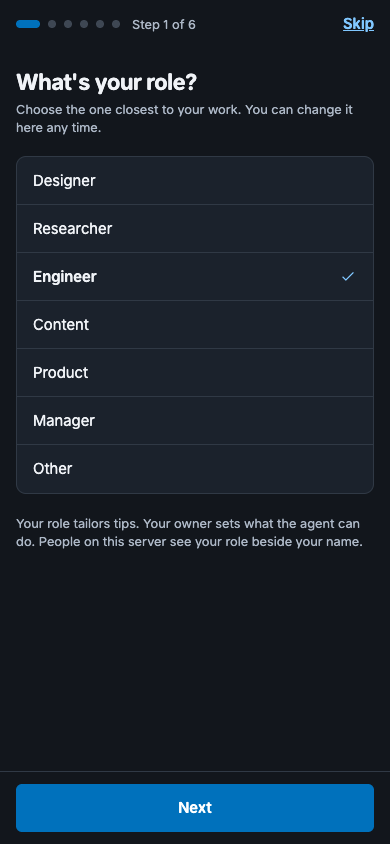 Step 1 of 6
Skip
What's your role?
Choose the one closest to your work. You can change it
here any time.
Designer
Researcher
Engineer
Content
Product
Manager
Other
Your role tailors tips. Your owner sets what the agent can
do. People on this server see your role beside your name.
Next